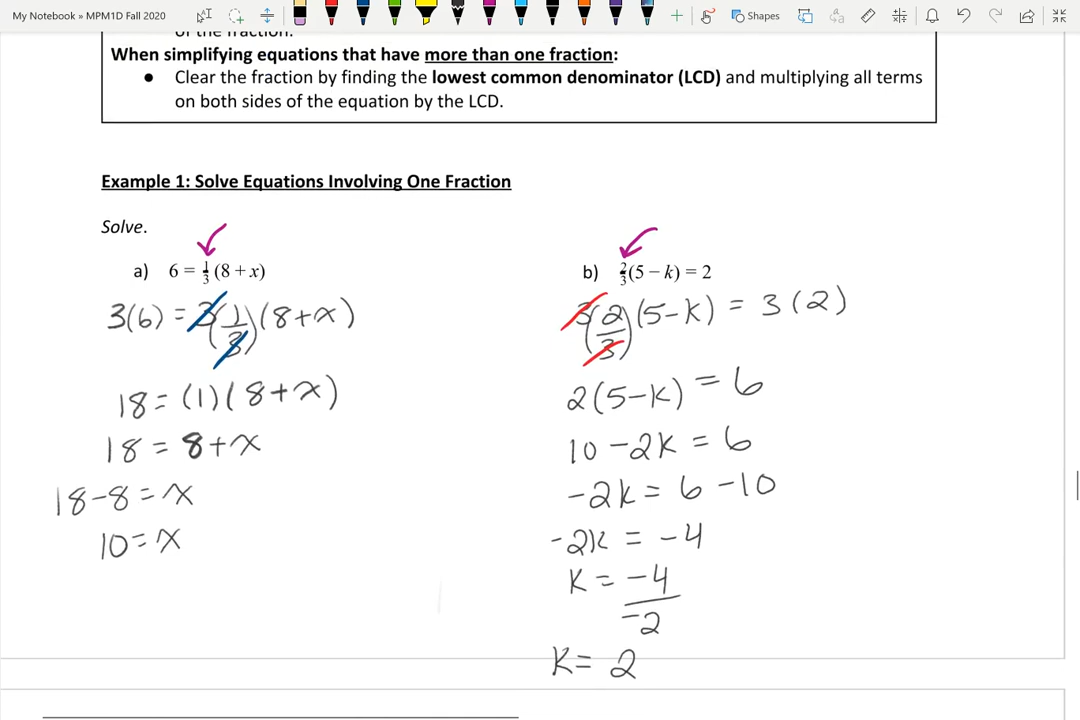 My Notebook » MPM1D Fall 2020
Shapes
of the fraction.
When simplifying equations that have more than one fraction:
● Clear the fraction by finding the lowest common denominator (LCD) and multiplying all terms
on both sides of the equation by the LCD.
Example 1: Solve Equations Involving One Fraction
Solve.
a) 6 = 1/3 (8 + x)
3(6) = 3(1/3)(8+x)
18 = (1)(8+x)
18 = 8+x
18-8 = x
10 = x
b) 2/3 (5 − k) = 2
3(2/3)(5-k) = 3(2)
2(5-k) = 6
10 -2k = 6
-2k = 6 -10
-2k = -4
k = -4/-2
k = 2